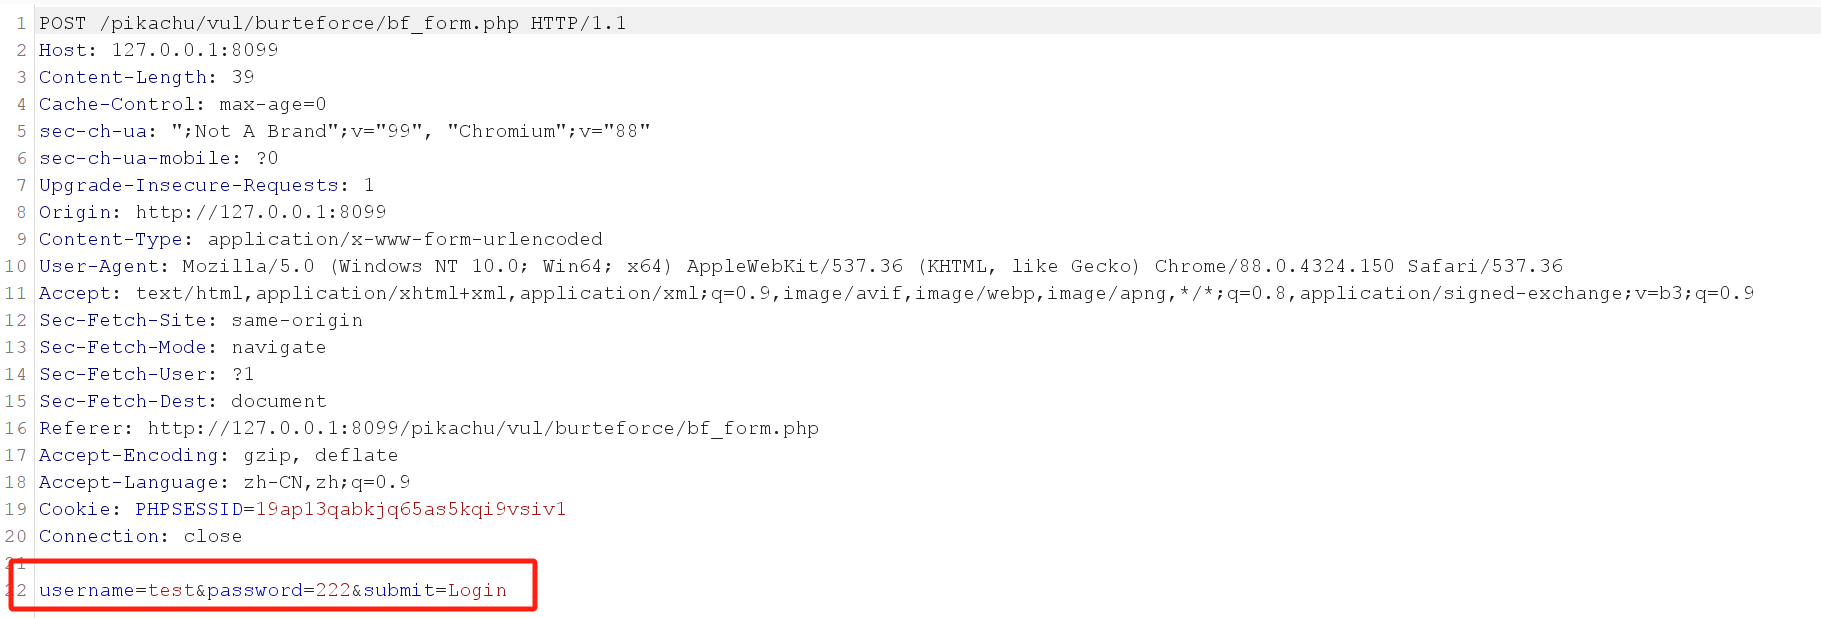 1 POST /pikachu/vul/burteforce/bf_form.php HTTP/1.1
2 Host: 127.0.0.1:8099
3 Content-Length: 39
4 Cache-Control: max-age=0
5 sec-ch-ua: ";Not A Brand";v="99", "Chromium";v="88"
6 sec-ch-ua-mobile: ?0
7 Upgrade-Insecure-Requests: 1
8 Origin: http://127.0.0.1:8099
9 Content-Type: application/x-www-form-urlencoded
10 User-Agent: Mozilla/5.0 (Windows NT 10.0; Win64; x64) AppleWebKit/537.36 (KHTML, like Gecko) Chrome/88.0.4324.150 Safari/537.36
11 Accept: text/html,application/xhtml+xml,application/xml;q=0.9,image/avif,image/webp,image/apng,*/*;q=0.8,application/signed-exchange;v=b3;q=0.9
12 Sec-Fetch-Site: same-origin
13 Sec-Fetch-Mode: navigate
14 Sec-Fetch-User: ?1
15 Sec-Fetch-Dest: document
16 Referer: http://127.0.0.1:8099/pikachu/vul/burteforce/bf_form.php
17 Accept-Encoding: gzip, deflate
18 Accept-Language: zh-CN,zh;q=0.9
19 Cookie: PHPSESSID=19ap13qabkjq65as5kqi9vsiv1
20 Connection: close
21
22 username=test&password=222&submit=Login